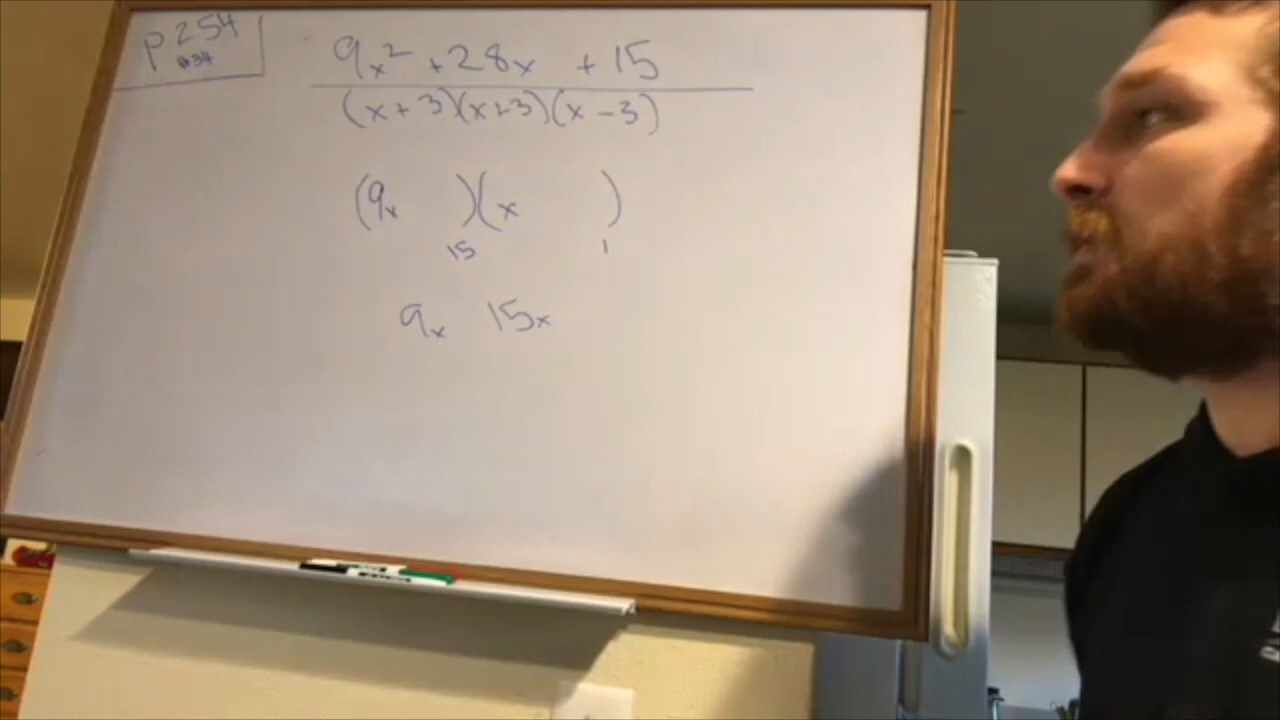 p254
#34
9x² + 28x + 15
(x + 3)(x + 3)(x - 3)
(9x )(x )
15 1
9x 15x